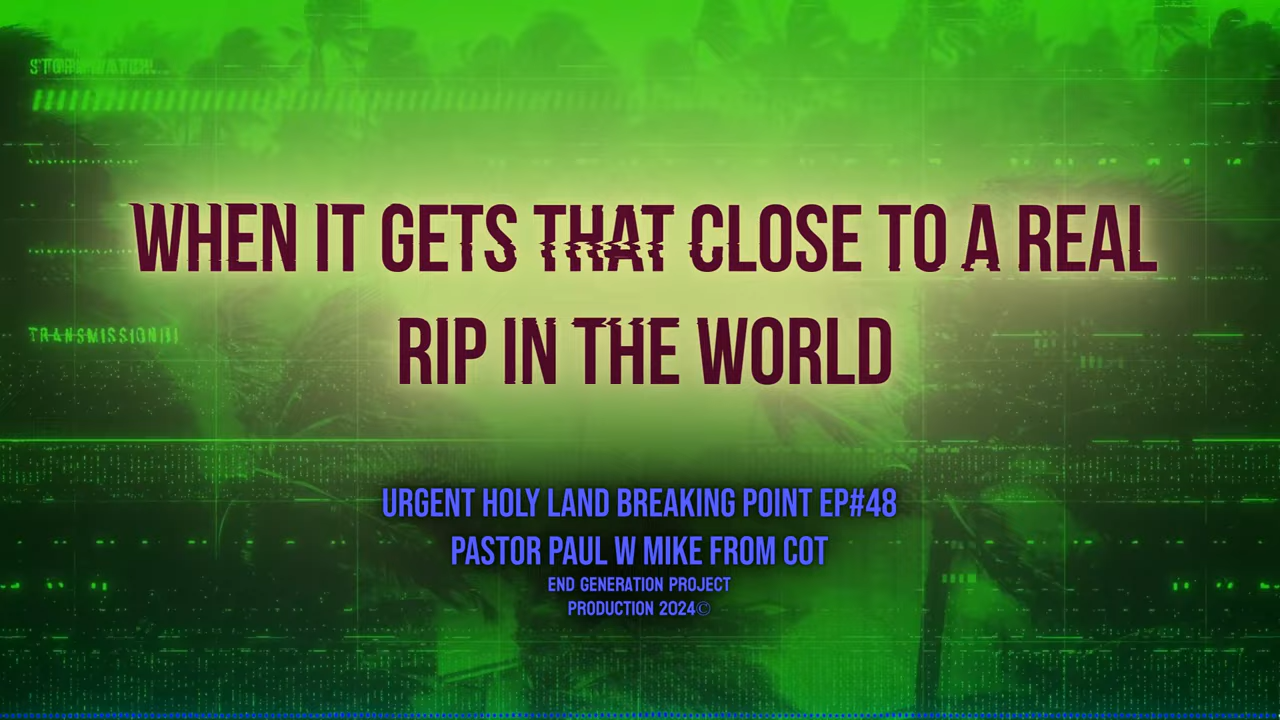 WHEN IT GETS THAT CLOSE TO A REAL
RIP IN THE WORLD
TRANSMISSION
URGENT HOLY LAND BREAKING POINT EP#48
PASTOR PAUL W MIKE FROM COT
END GENERATION PROJECT
PRODUCTION 2024©